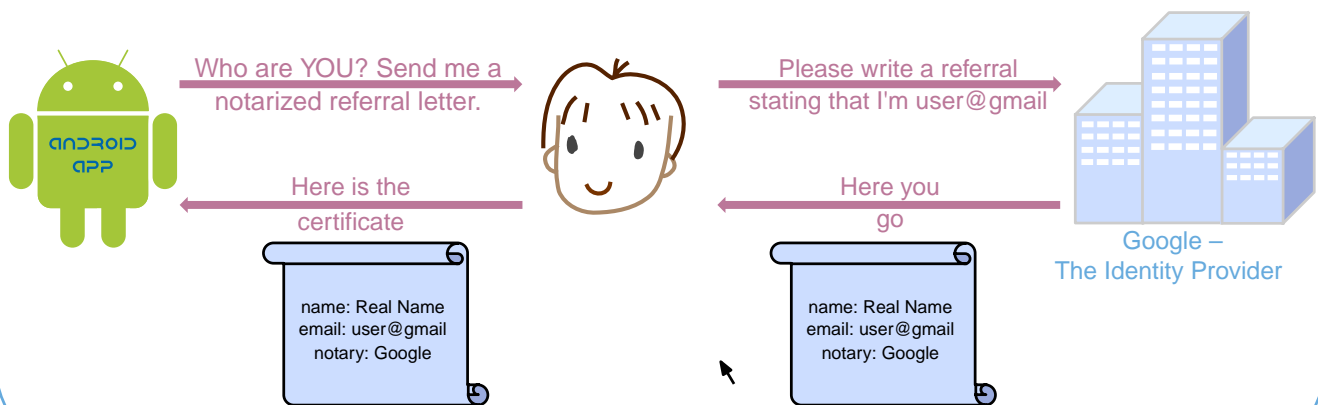 Who are YOU? Send me a
notarized referral letter.
Please write a referral
stating that I'm user@gmail
ANDROID
APP
Here is the
certificate
Here you
go
Google –
The Identity Provider
name: Real Name
email: user@gmail
notary: Google
name: Real Name
email: user@gmail
notary: Google